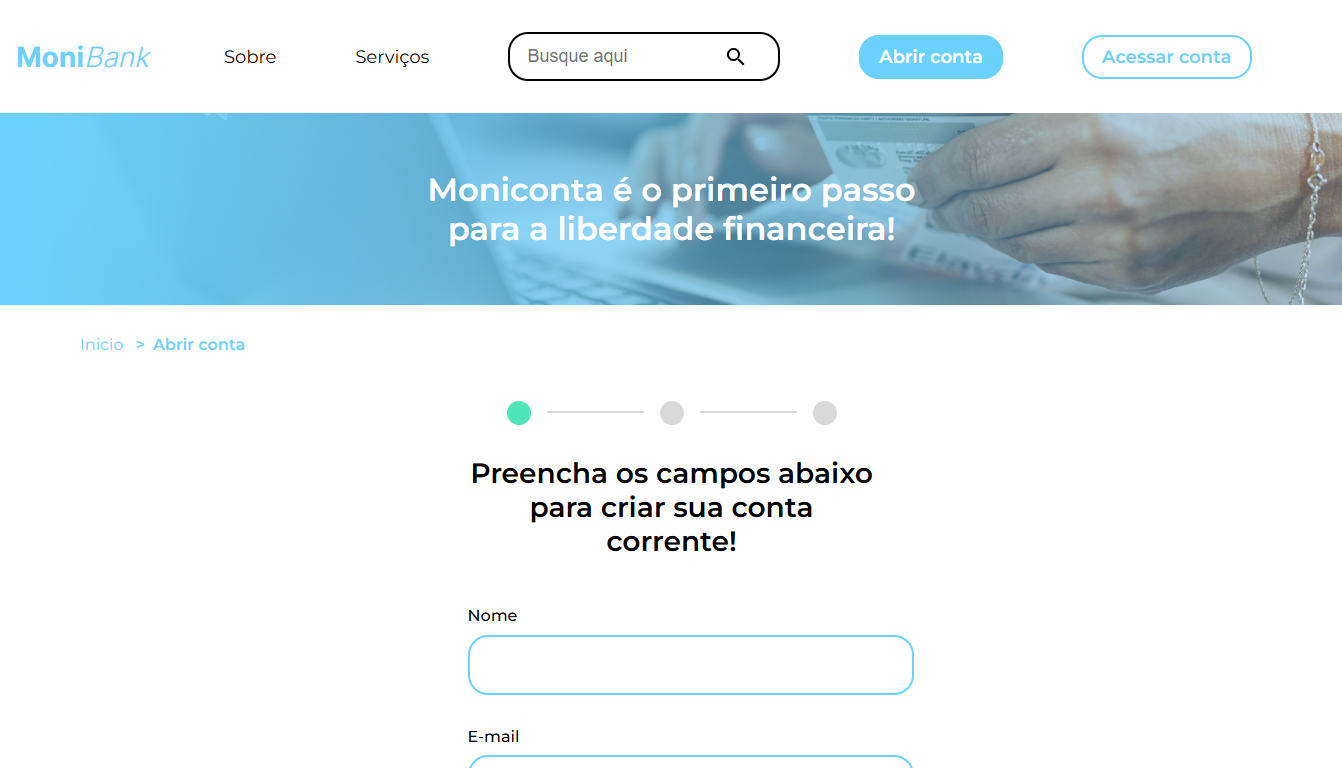 MoniBank
Sobre
Serviços
Busque aqui
Abrir conta
Acessar conta
Moniconta é o primeiro passo
para a liberdade financeira!
Inicio > Abrir conta
Preencha os campos abaixo
para criar sua conta
corrente!
Nome
E-mail